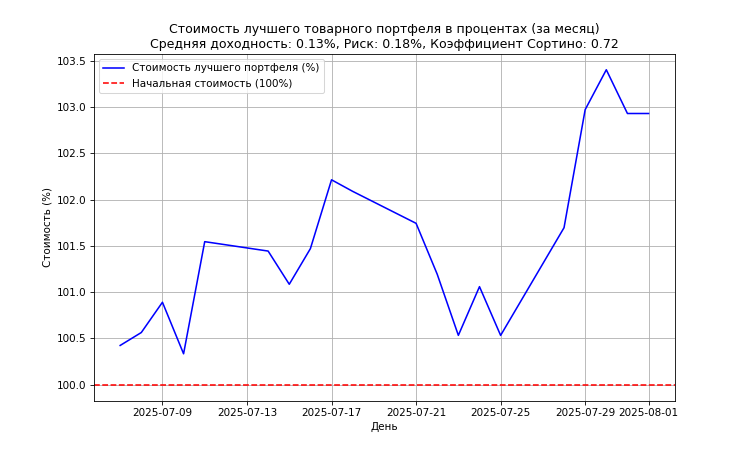 Стоимость лучшего товарного портфеля в процентах (за месяц)
Средняя доходность: 0.13%, Риск: 0.18%, Коэффициент Сортино: 0.72
Стоимость лучшего портфеля (%)
Начальная стоимость (100%)
Стоимость (%)
103.5
103.0
102.5
102.0
101.5
101.0
100.5
100.0
2025-07-09
2025-07-13
2025-07-17
2025-07-21
2025-07-25
2025-07-29
2025-08-01
День